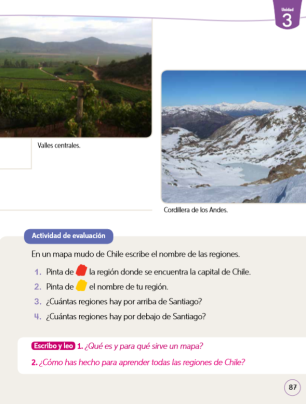 Unidad
3
Valles centrales.
Cordillera de los Andes.
Actividad de evaluación
En un mapa mudo de Chile escribe el nombre de las regiones.
1. Pinta de la región donde se encuentra la capital de Chile.
2. Pinta de el nombre de tu región.
3. ¿Cuántas regiones hay por arriba de Santiago?
4. ¿Cuántas regiones hay por debajo de Santiago?
Escribo y leo 1. ¿Qué es y para qué sirve un mapa?
2. ¿Cómo has hecho para aprender todas las regiones de Chile?
87